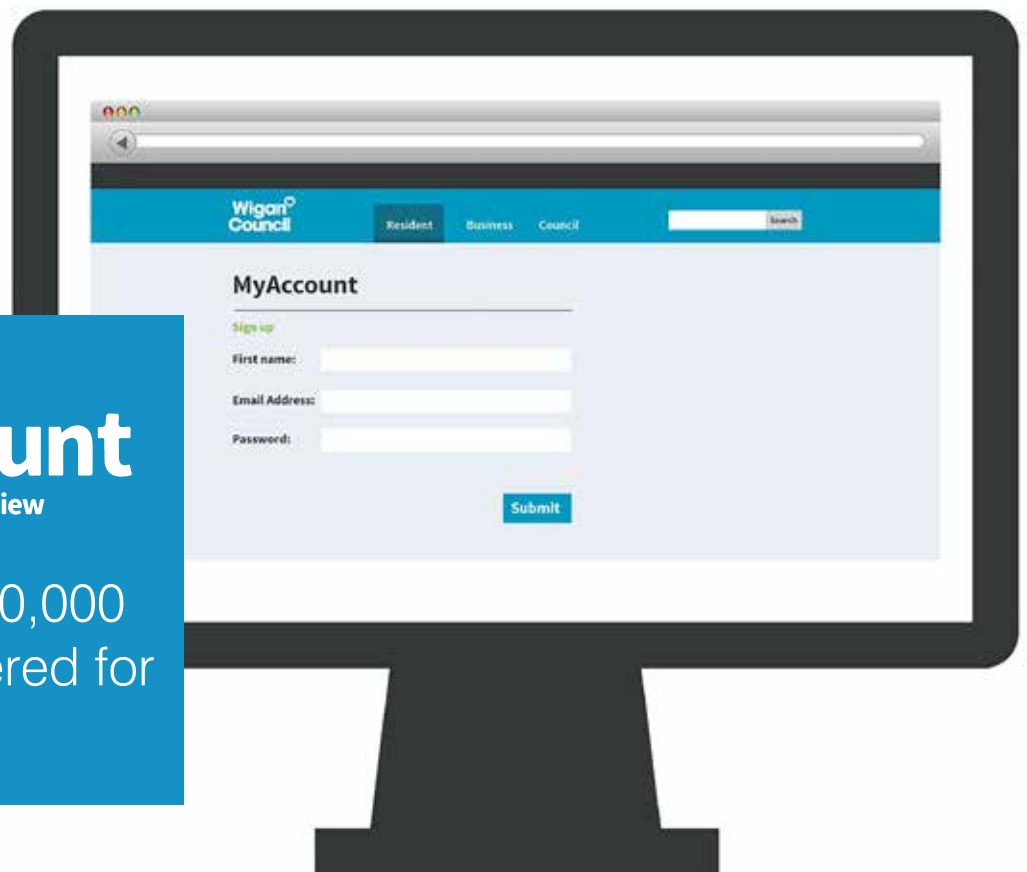 Wigan
Council
Resident Business Council
Search
MyAccount
Sign up
First name:
Email Address:
Password:
Submit
unt
iew
0,000
ered for